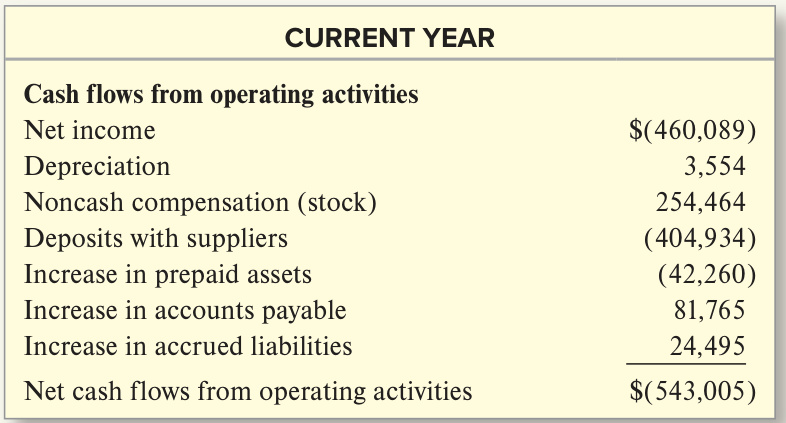 CURRENT YEAR
Cash flows from operating activities
Net income $(460,089)
Depreciation 3,554
Noncash compensation (stock) 254,464
Deposits with suppliers (404,934)
Increase in prepaid assets (42,260)
Increase in accounts payable 81,765
Increase in accrued liabilities 24,495
Net cash flows from operating activities $(543,005)